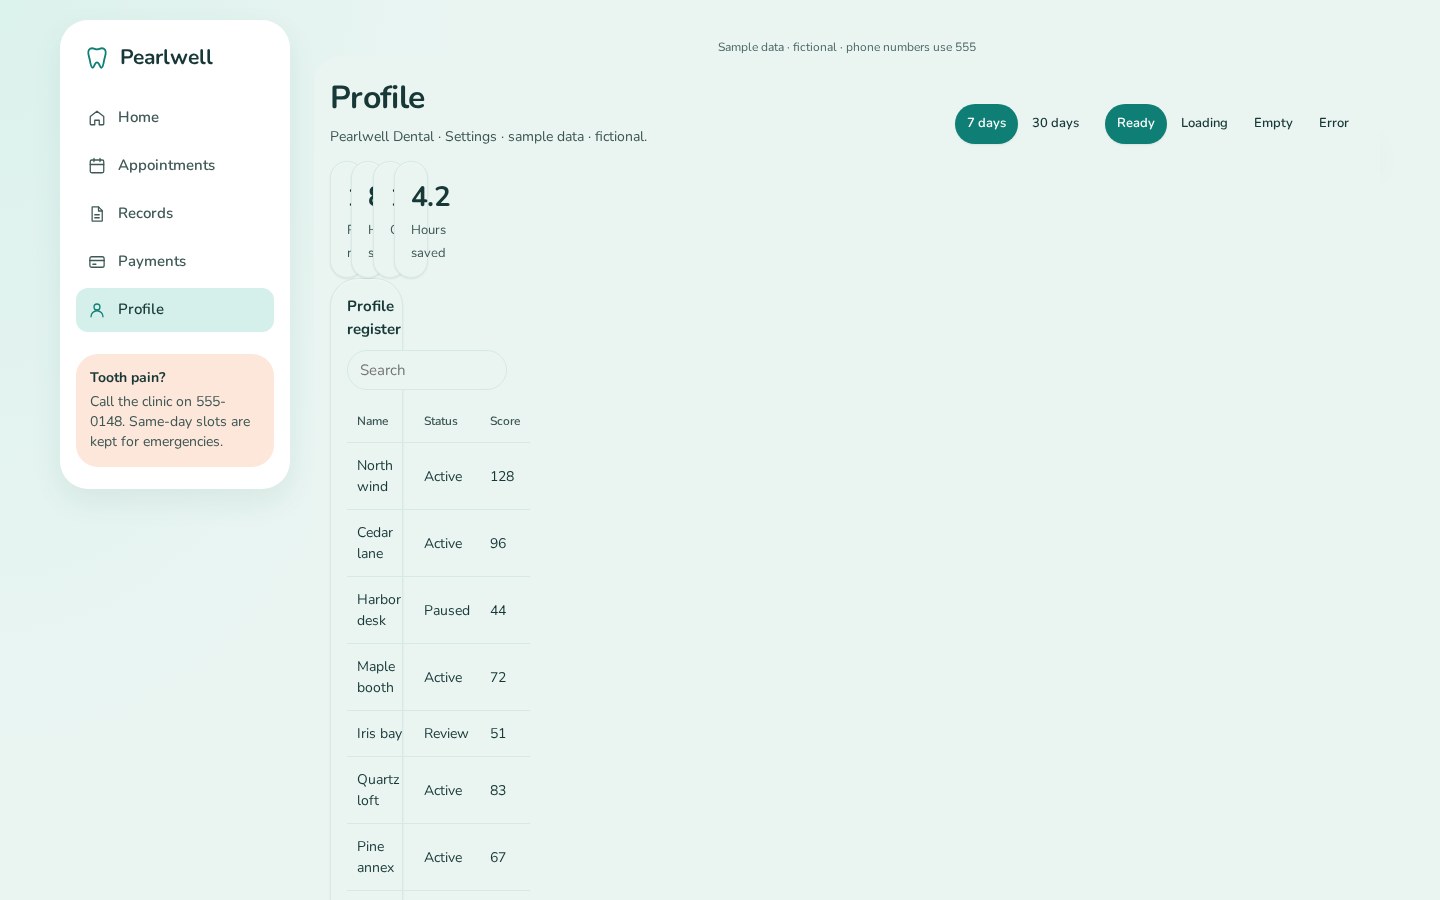 Pearlwell
Home
Appointments
Records
Payments
Profile
Tooth pain?
Call the clinic on 555-
0148. Same-day slots are
kept for emergencies.
Sample data · fictional · phone numbers use 555
Profile
Pearlwell Dental · Settings · sample data · fictional.
7 days
30 days
Ready
Loading
Empty
Error
4.2
Hours
saved
Profile
register
Search
Name Status Score
North
wind
Active 128
Cedar
lane
Active 96
Harbor
desk
Paused 44
Maple
booth
Active 72
Iris bay Review 51
Quartz
loft
Active 83
Pine
annex
Active 67